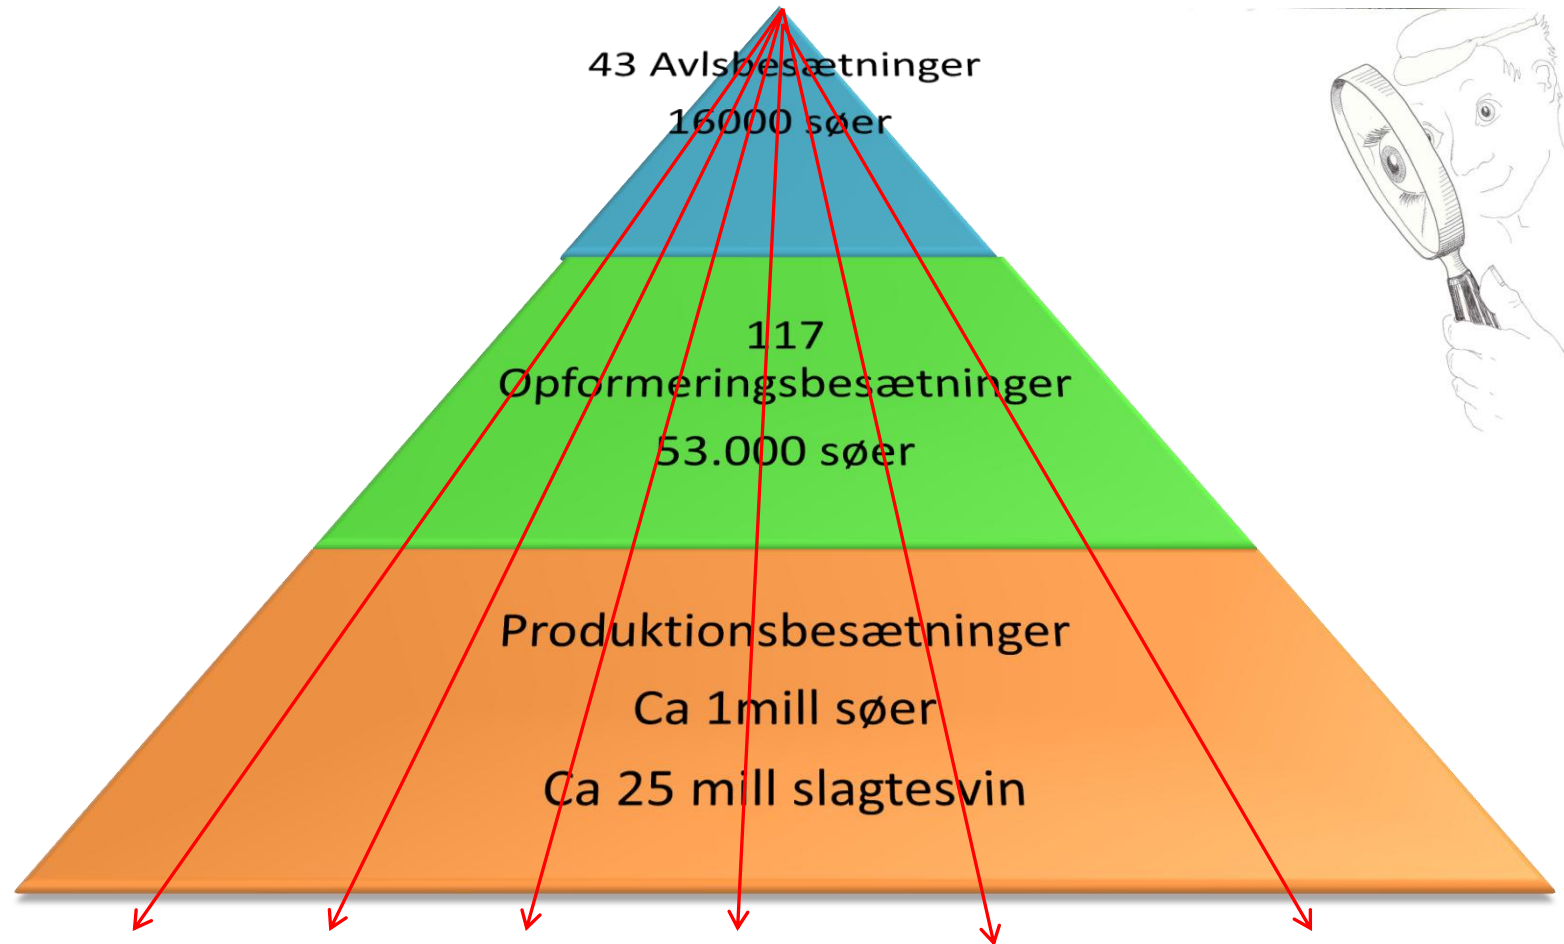 43 Avlsbesætninger
16000 søer
117
Opformeringsbesætninger
53.000 søer
Produktionsbesætninger
Ca 1mill søer
Ca 25 mill slagtesvin